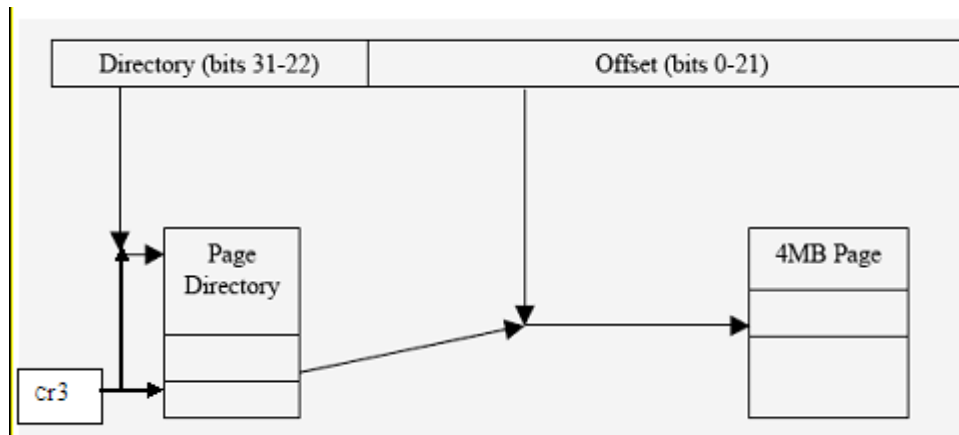 Directory (bits 31-22)
Offset (bits 0-21)
Page
Directory
4MB Page
cr3